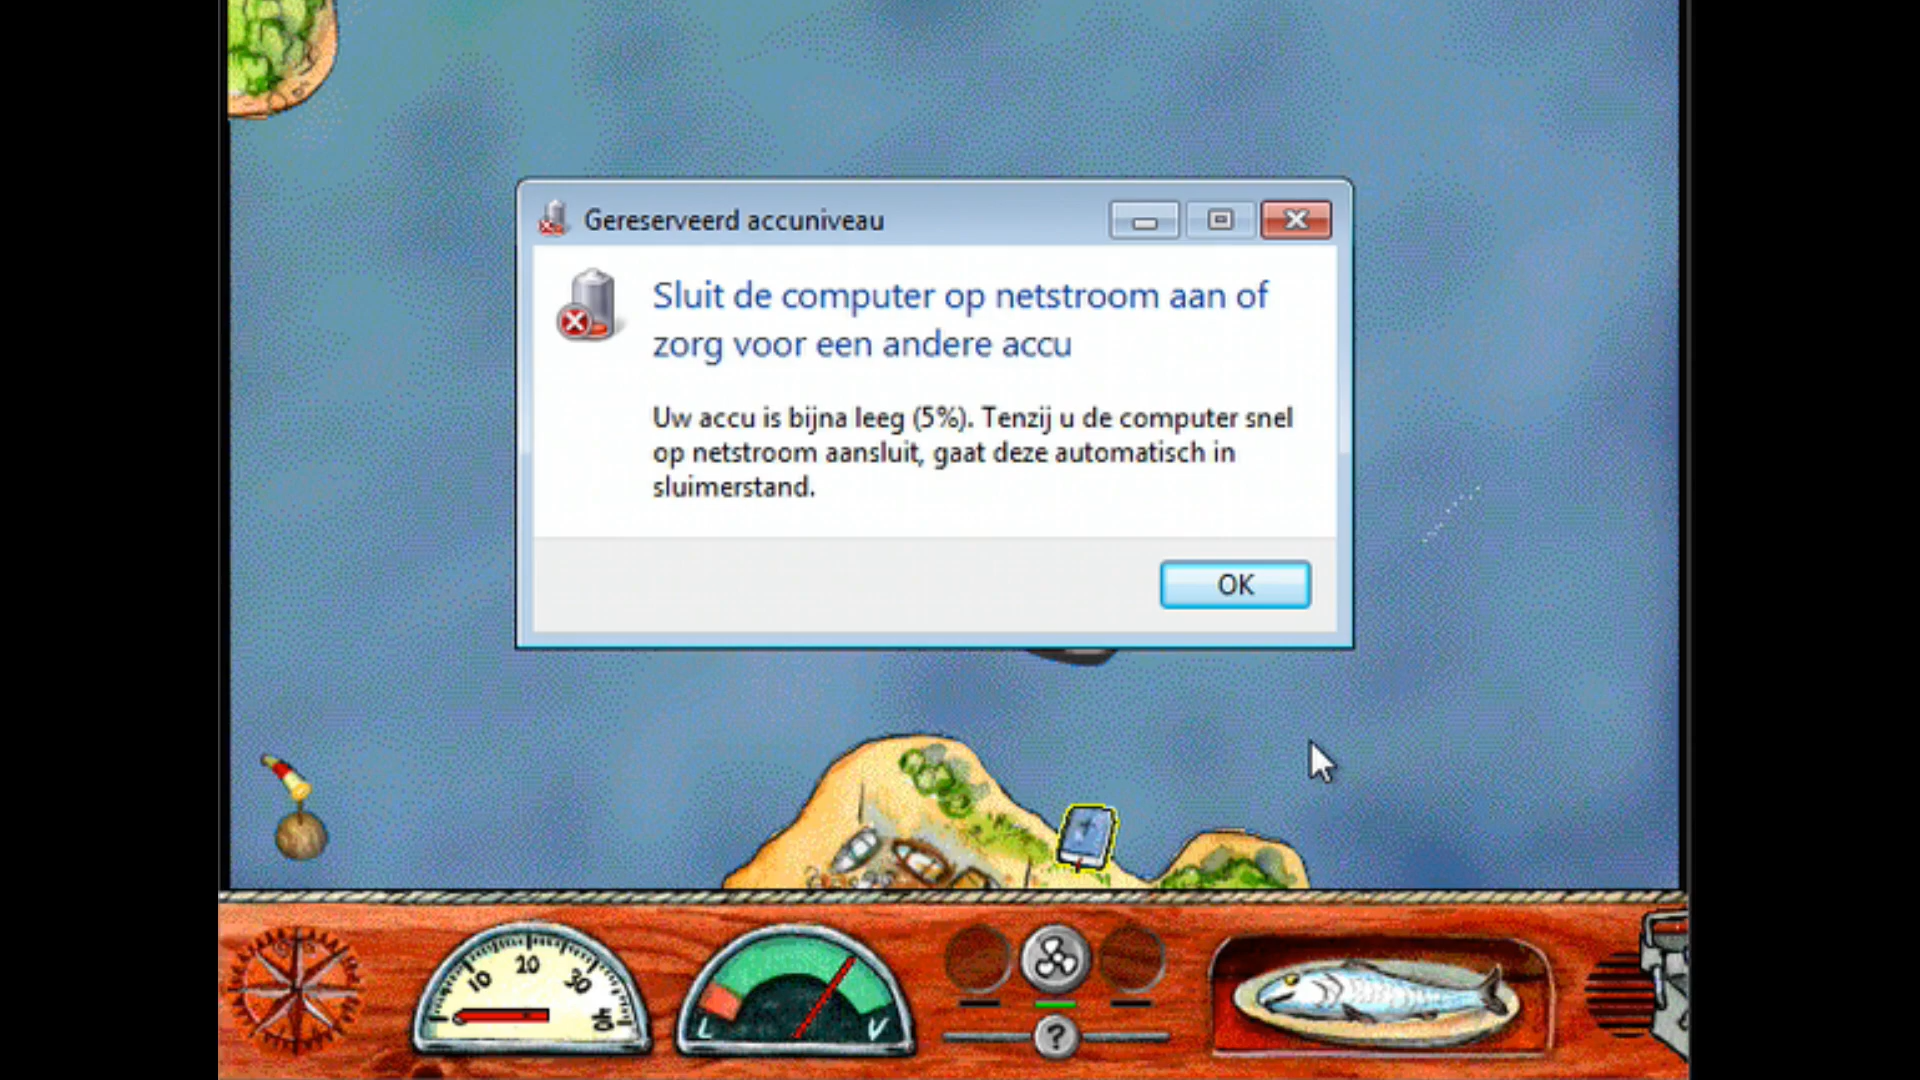 Gereserveerd accuniveau
Sluit de computer op netstroom aan of
zorg voor een andere accu
Uw accu is bijna leeg (5%). Tenzij u de computer snel
op netstroom aansluit, gaat deze automatisch in
sluimerstand.
OK
10 20 30 40
L V
?